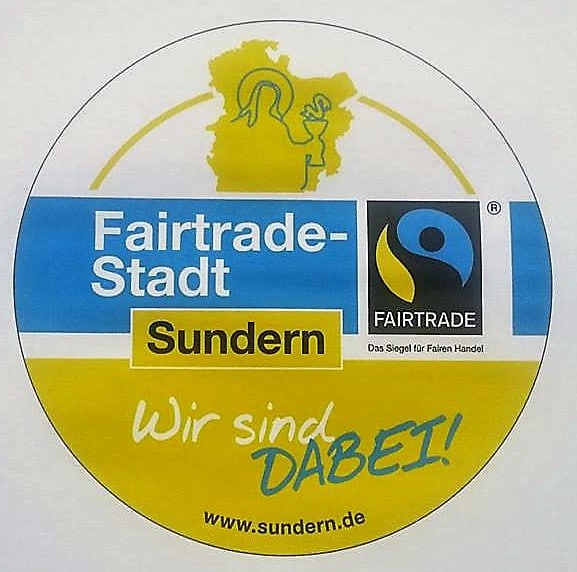 Fairtrade-
Stadt
Sundern
®
FAIRTRADE
Das Siegel für Fairen Handel
Wir sind
DABEI!
www.sundern.de